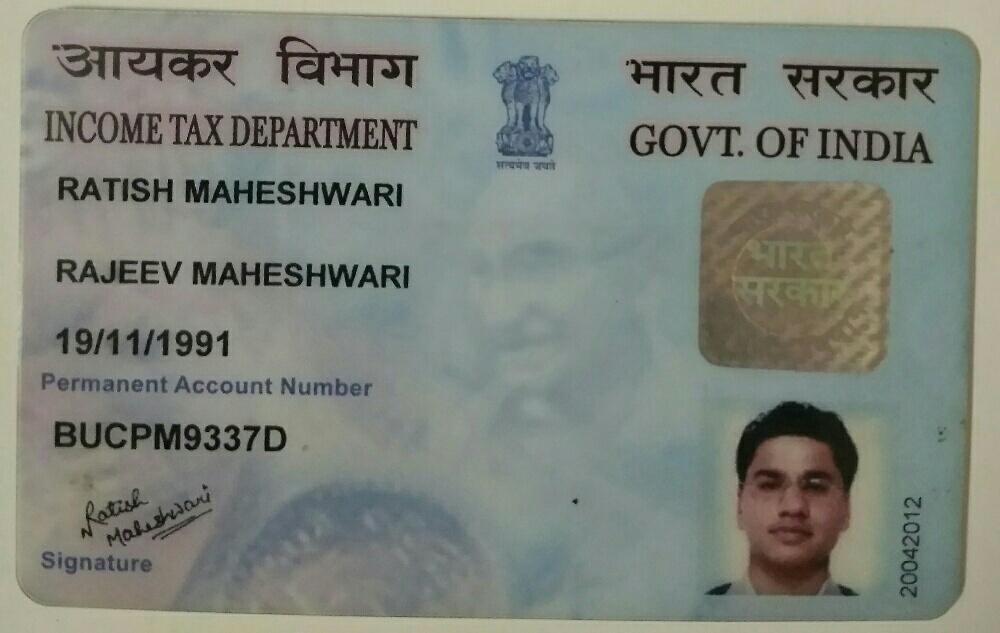 आयकर विभाग
INCOME TAX DEPARTMENT
सत्यमेव जयते
भारत सरकार
GOVT. OF INDIA
RATISH MAHESHWARI
RAJEEV MAHESHWARI
19/11/1991
Permanent Account Number
BUCPM9337D
Ratish
Maheshwari
Signature
भारत
सरकार
20042012